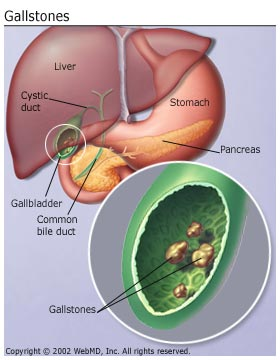 Gallstones
Liver
Cystic
duct
Stomach
Pancreas
Gallbladder
Common
bile duct
Gallstones
Copyright © 2002 WebMD, Inc. All rights reserved.